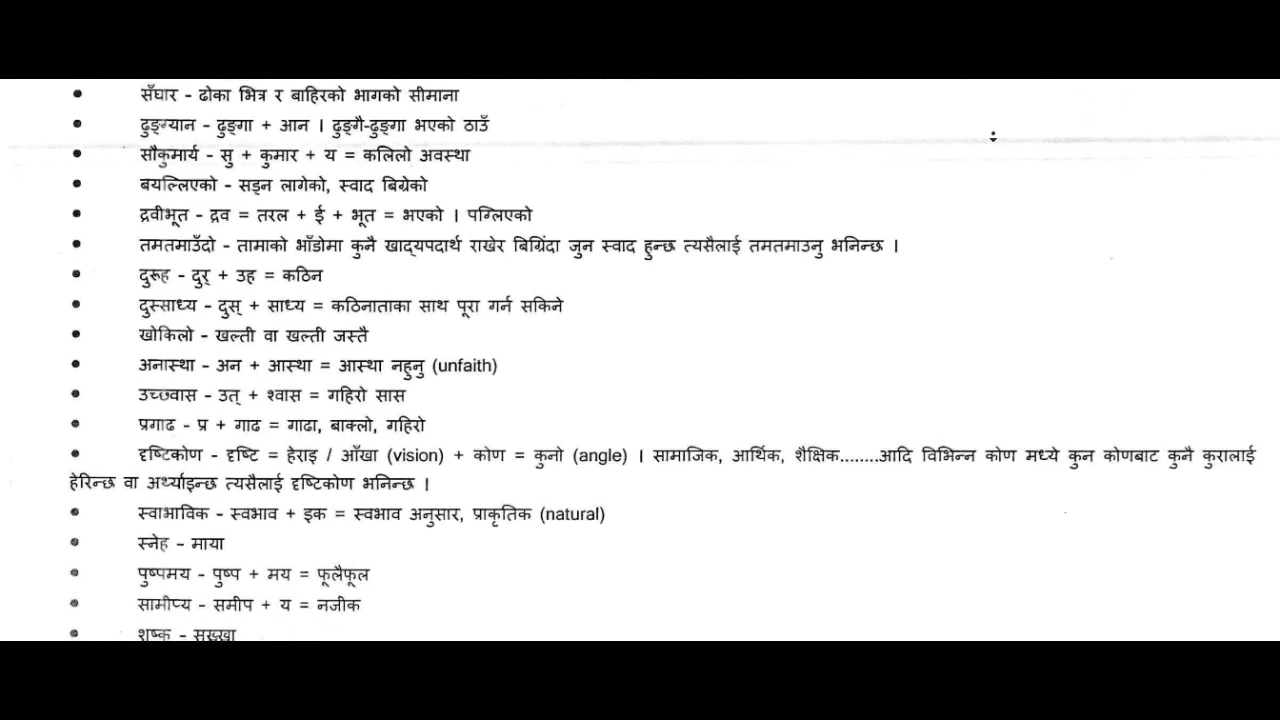 • सँघार - ढोका भित्र र बाहिरको भागको सीमाना
• ढुङ्ग्यान - ढुङ्गा + आन । ढुङ्गै-ढुङ्गा भएको ठाउँ
• सौकुमार्य - सु + कुमार + य = कलिलो अवस्था
• बयल्लिएको - सड्न लागेको, स्वाद बिग्रेको
• द्रवीभूत - द्रव = तरल + ई + भूत = भएको । पग्लिएको
• तमतमाउँदो - तामाको भाँडोमा कुनै खाद्यपदार्थ राखेर बिग्रिंदा जुन स्वाद हुन्छ त्यसैलाई तमतमाउनु भनिन्छ ।
• दुरूह - दुर् + उह = कठिन
• दुस्साध्य - दुस् + साध्य = कठिनाताका साथ पूरा गर्न सकिने
• खोकिलो - खल्ती वा खल्ती जस्तै
• अनास्था - अन + आस्था = आस्था नहुनु (unfaith)
• उच्छ्वास - उत् + श्वास = गहिरो सास
• प्रगाढ - प्र + गाढ = गाढा, बाक्लो, गहिरो
• दृष्टिकोण - दृष्टि = हेराइ / आँखा (vision) + कोण = कुनो (angle) । सामाजिक, आर्थिक, शैक्षिक........आदि विभिन्न कोण मध्ये कुन कोणबाट कुनै कुरालाई
हेरिन्छ वा अर्थ्याइन्छ त्यसैलाई दृष्टिकोण भनिन्छ ।
• स्वाभाविक - स्वभाव + इक = स्वभाव अनुसार, प्राकृतिक (natural)
• स्नेह - माया
• पुष्पमय - पुष्प + मय = फूलैफूल
• सामीप्य - समीप + य = नजीक
• शुष्क - सुख्खा